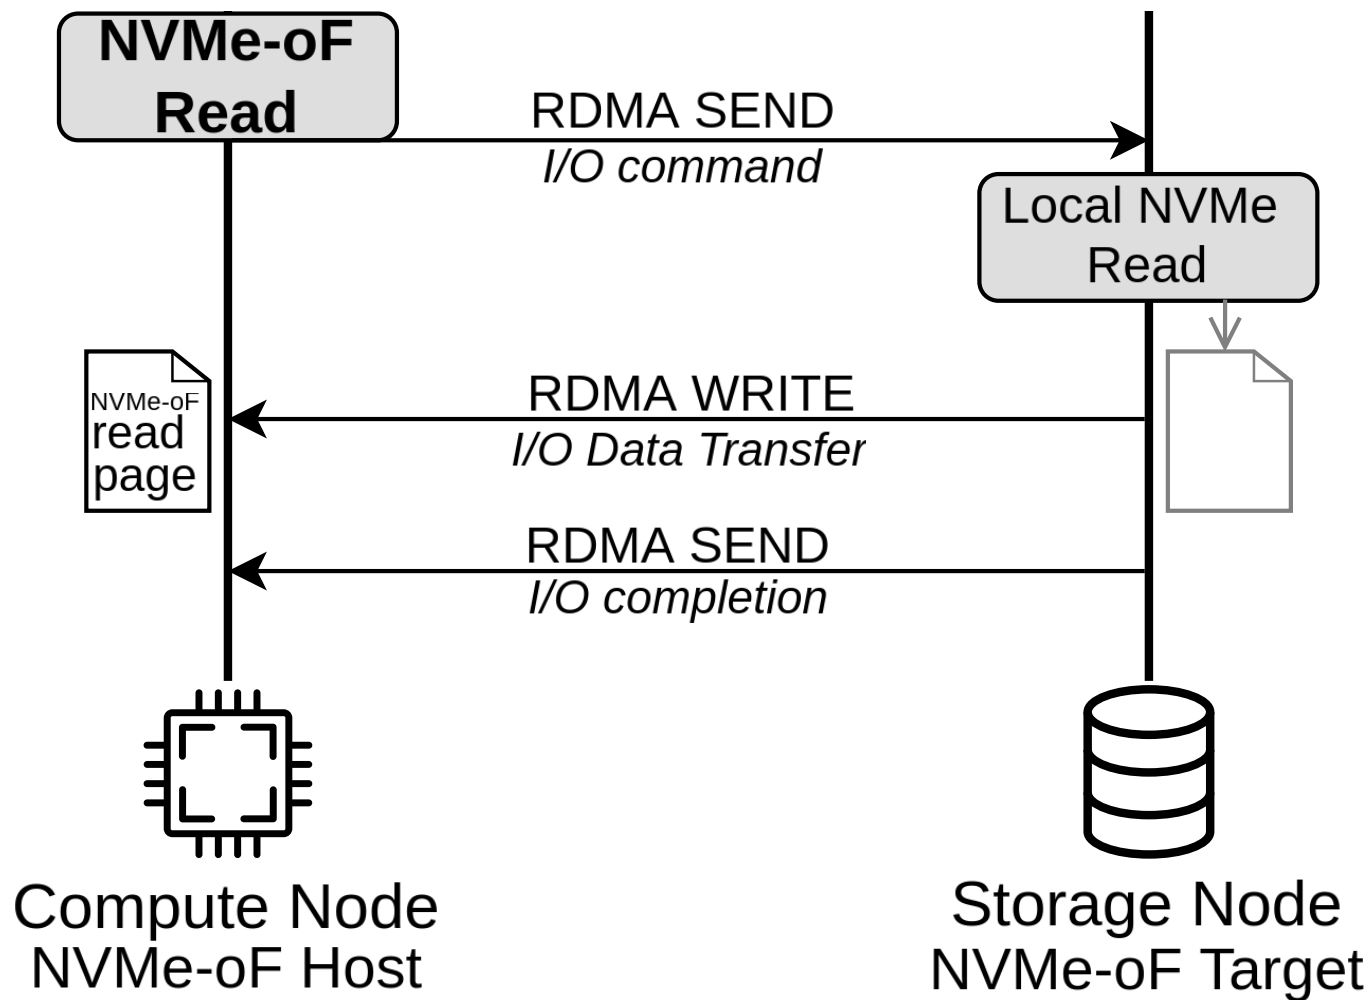 NVMe-oF
Read
RDMA SEND
I/O command
Local NVMe
Read
RDMA WRITE
I/O Data Transfer
NVMe-oF
read
page
RDMA SEND
I/O completion
Compute Node
NVMe-oF Host
Storage Node
NVMe-oF Target